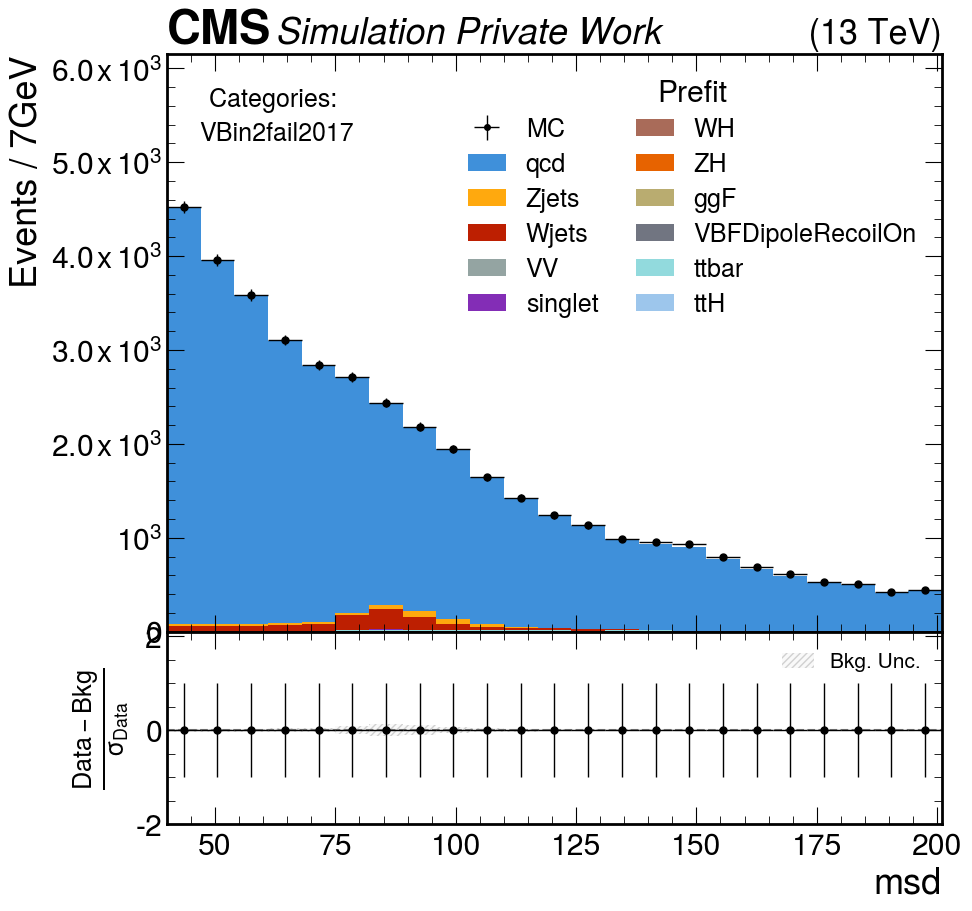 CMS Simulation Private Work (13 TeV)
Events / 7GeV
6.0 x 10³
5.0 x 10³
4.0 x 10³
3.0 x 10³
2.0 x 10³
10³
0
Categories:
VBin2fail2017
Prefit
MC
qcd
Zjets
Wjets
VV
singlet
WH
ZH
ggF
VBFDipoleRecoilOn
ttbar
ttH
Data – Bkg
σData
2
0
-2
Bkg. Unc.
50 75 100 125 150 175 200
msd